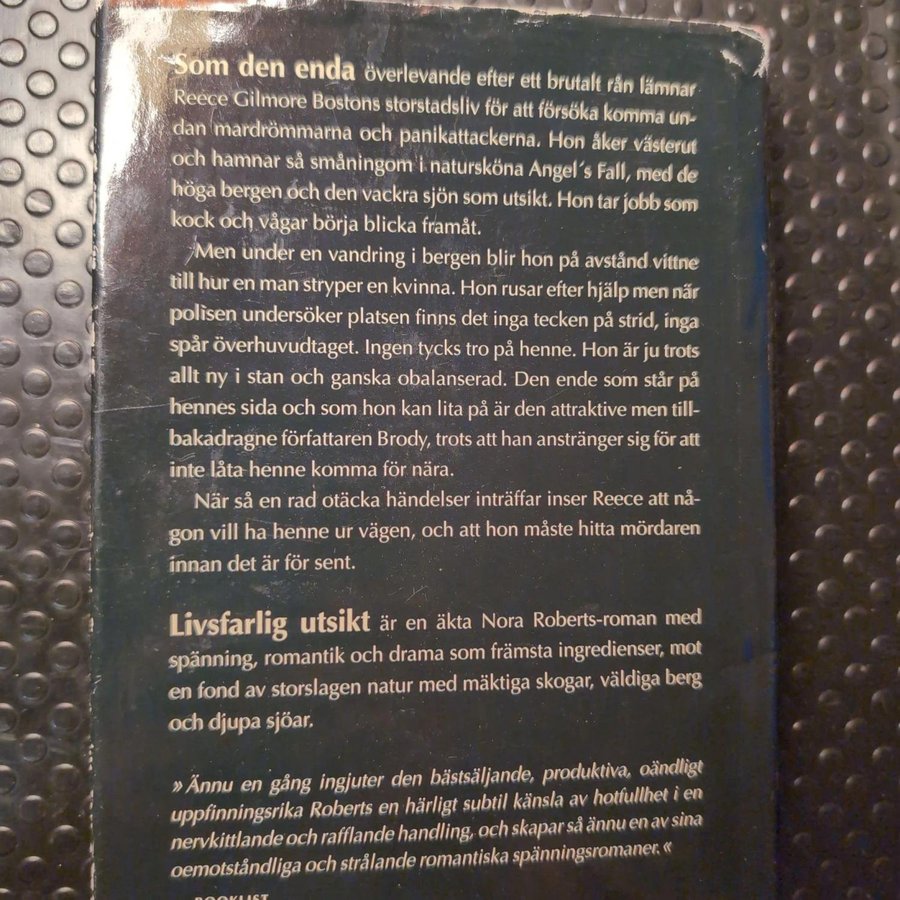 Som den enda överlevande efter ett brutalt rån lämnar
Reece Gilmore Bostons storstadsliv för att försöka komma un-
dan mardrömmarna och panikattackerna. Hon åker västerut
och hamnar så småningom i natursköna Angel´s Fall, med de
höga bergen och den vackra sjön som utsikt. Hon tar jobb som
kock och vågar börja blicka framåt.
Men under en vandring i bergen blir hon på avstånd vittne
till hur en man stryper en kvinna. Hon rusar efter hjälp men när
polisen undersöker platsen finns det inga tecken på strid, inga
spår överhuvudtaget. Ingen tycks tro på henne. Hon är ju trots
allt ny i stan och ganska obalanserad. Den ende som står på
hennes sida och som hon kan lita på är den attraktive men till-
bakadragne författaren Brody, trots att han anstränger sig för att
inte låta henne komma för nära.
När så en rad otäcka händelser inträffar inser Reece att nå-
gon vill ha henne ur vägen, och att hon måste hitta mördaren
innan det är för sent.
Livsfarlig utsikt är en äkta Nora Roberts-roman med
spänning, romantik och drama som främsta ingredienser, mot
en fond av storslagen natur med mäktiga skogar, väldiga berg
och djupa sjöar.
» Ännu en gång ingjuter den bästsäljande, produktiva, oändligt
uppfinningsrika Roberts en härligt subtil känsla av hotfullhet i en
nervkittlande och rafflande handling, och skapar så ännu en av sina
oemotståndliga och strålande romantiska spänningsromaner. «
BOOKLIST